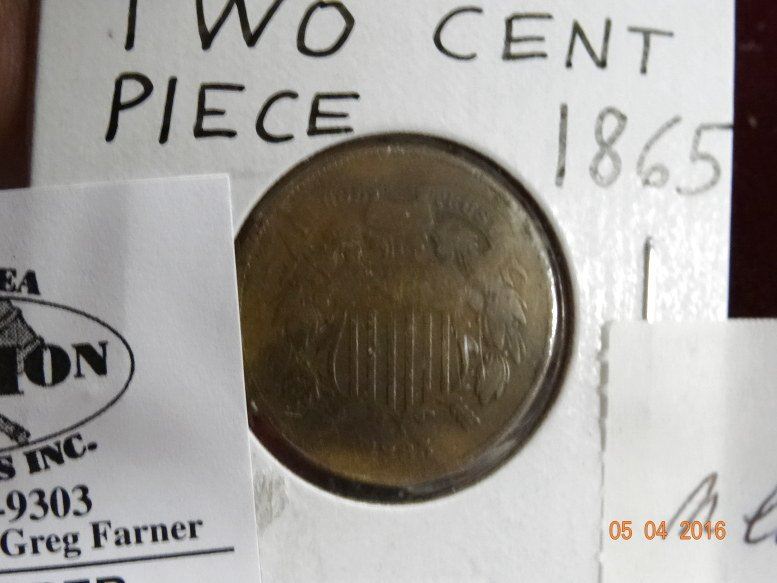 TWO CENT
PIECE
1865
EA
ION
S INC.
-9303
Greg Farner
05 04 2016